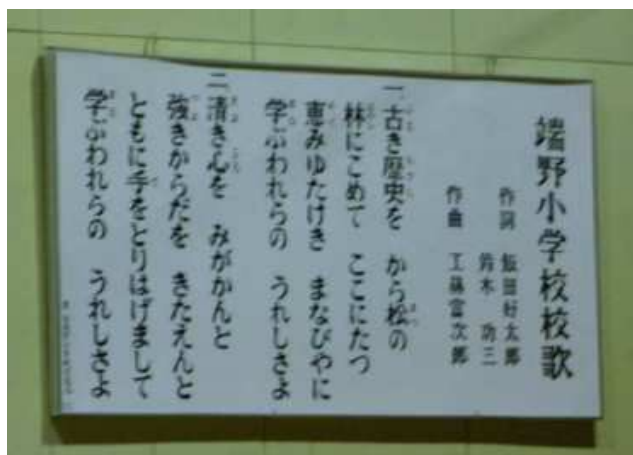 端野小学校校歌
作詞 飯田好太郎
鈴木功三
作曲 工藤富次郎
一、古き歴史を から松の
林にこめて ここにたつ
恵みゆたけき まなびやに
学ぶわれらの うれしさよ
二、清き心を みがかんと
強きからだを きたえんと
ともに手をとりはげまして
学ぶわれらの うれしさよ